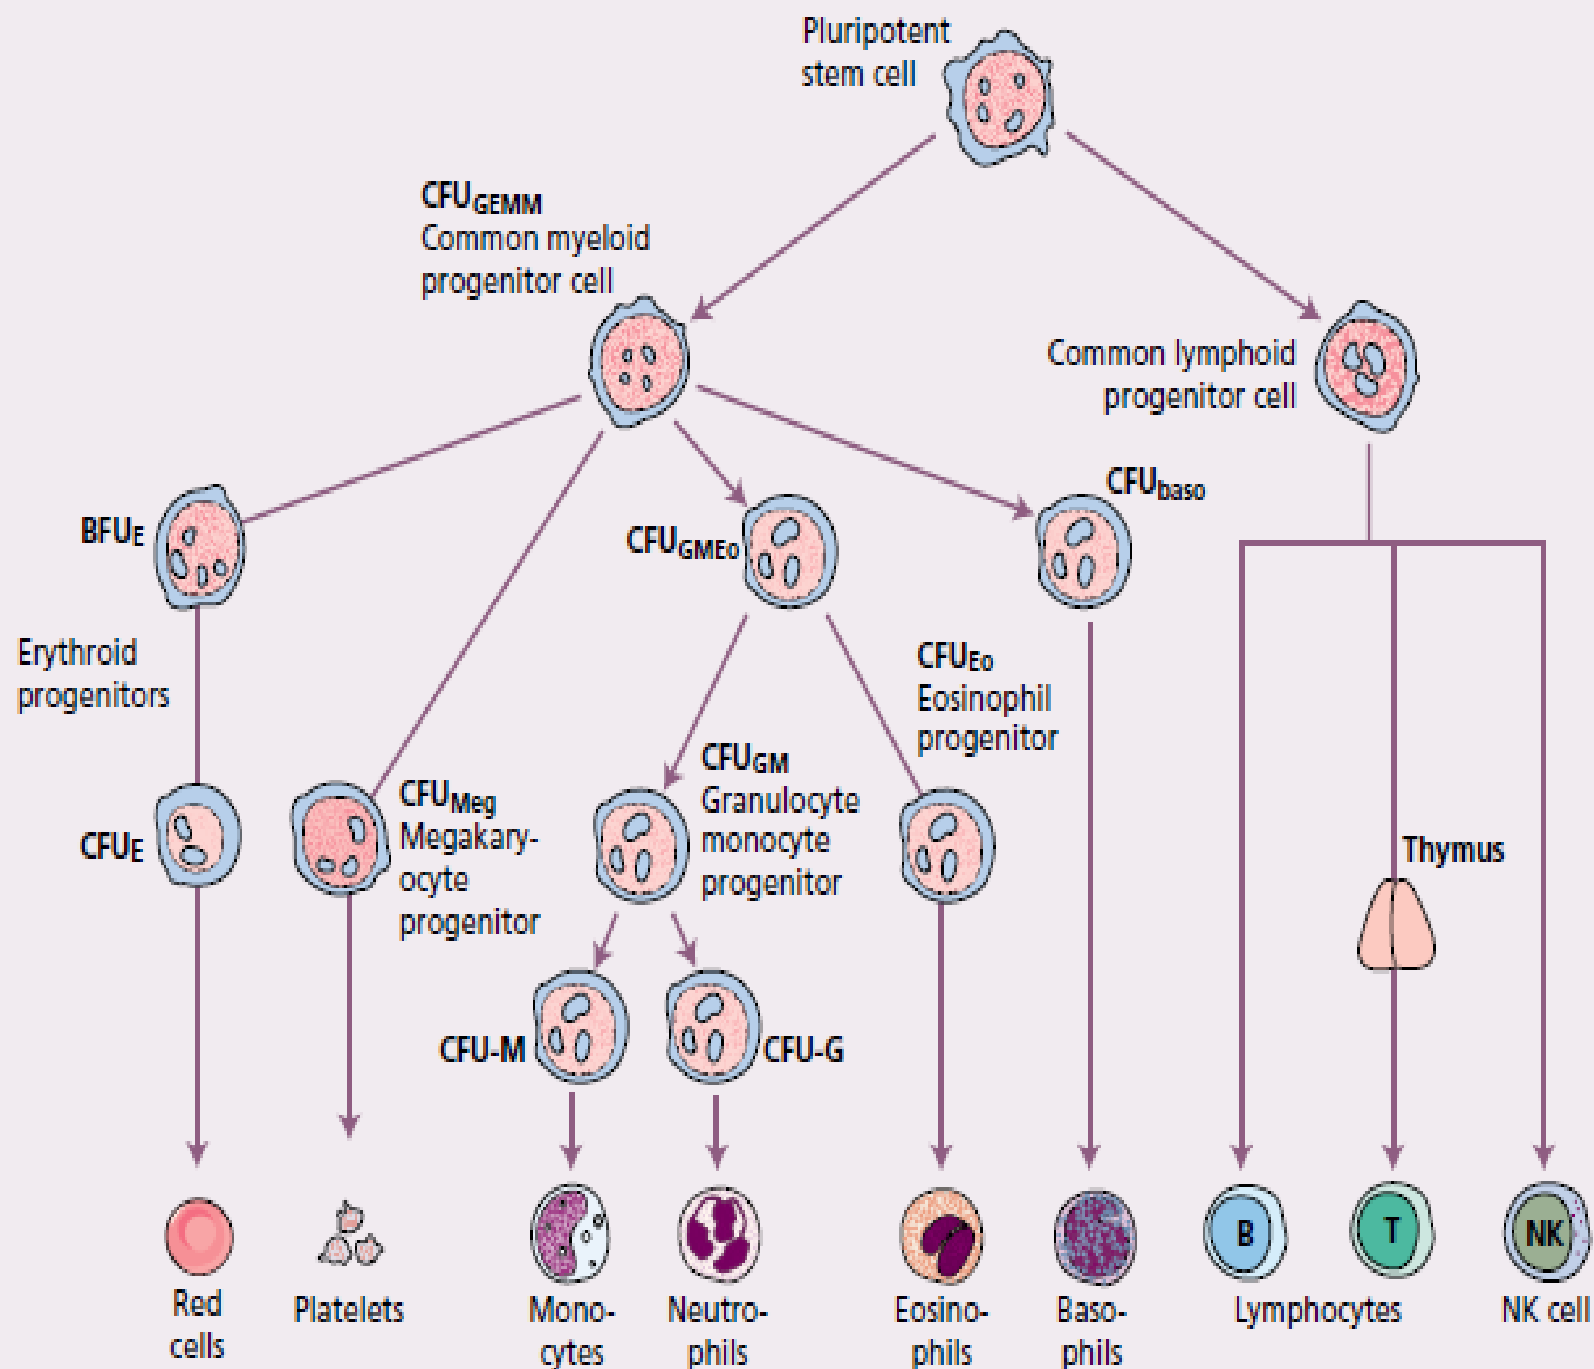 Pluripotent
stem cell
CFUGEMM
Common myeloid
progenitor cell
Common lymphoid
progenitor cell
BFUE
CFUGMEo
CFUbaso
Erythroid
progenitors
CFUEo
Eosinophil
progenitor
CFUE
CFUMeg
Megakary-
ocyte
progenitor
CFUGM
Granulocyte
monocyte
progenitor
Thymus
CFU-M
CFU-G
B
T
NK
Red
cells
Platelets
Mono-
cytes
Neutro-
phils
Eosino-
phils
Baso-
phils
Lymphocytes
NK cell